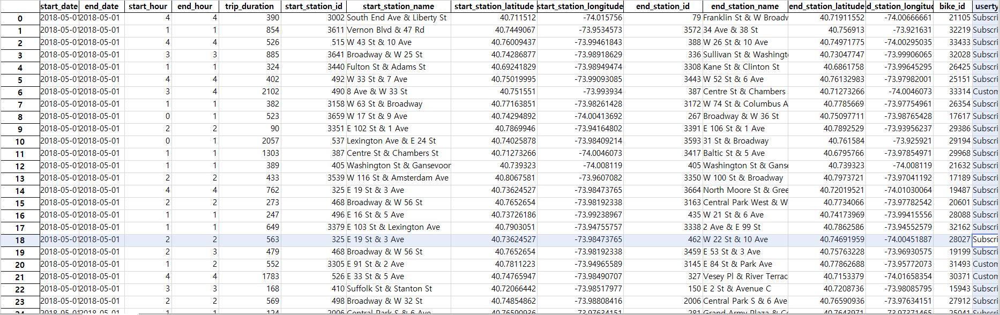 start_date end_date start_hour end_hour trip_duration start_station_id start_station_name start_station_latitude start_station_longitude end_station_id end_station_name end_station_latitude d_station_longitud bike_id userty
0 2018-05-01 2018-05-01 4 4 390 3002 South End Ave & Liberty St 40.711512 -74.015756 79 Franklin St & W Broadw 40.71911552 -74.00666661 21105 Subscri
1 2018-05-01 2018-05-01 1 1 854 3611 Vernon Blvd & 47 Rd 40.7449067 -73.9534573 3572 34 Ave & 38 St 40.756913 -73.921631 32219 Subscri
2 2018-05-01 2018-05-01 4 4 526 515 W 43 St & 10 Ave 40.76009437 -73.99461843 388 W 26 St & 10 Ave 40.74971775 -74.00295035 33433 Subscri
3 2018-05-01 2018-05-01 3 3 885 3641 Broadway & W 25 St 40.74286877 -73.98918629 336 Sullivan St & Washingt 40.73047747 -73.99906065 32028 Subscri
4 2018-05-01 2018-05-01 1 1 324 3440 Fulton St & Adams St 40.69241829 -73.98949474 3308 Kane St & Clinton St 40.6861758 -73.99645295 26425 Subscri
5 2018-05-01 2018-05-01 4 4 402 492 W 33 St & 7 Ave 40.75019995 -73.99093085 3443 W 52 St & 6 Ave 40.76132983 -73.97982001 25151 Subscri
6 2018-05-01 2018-05-01 3 4 2102 490 8 Ave & W 33 St 40.751551 -73.993934 387 Centre St & Chambers 40.71273266 -74.0046073 33314 Custom
7 2018-05-01 2018-05-01 1 1 382 3158 W 63 St & Broadway 40.77163851 -73.98261428 3172 W 74 St & Columbus A 40.7785669 -73.97754961 26354 Subscri
8 2018-05-01 2018-05-01 0 1 523 3659 W 17 St & 9 Ave 40.74294892 -74.00413692 267 Broadway & W 36 St 40.75097711 -73.98765428 17617 Subscri
9 2018-05-01 2018-05-01 2 2 90 3351 E 102 St & 1 Ave 40.7869946 -73.94164802 3391 E 106 St & 1 Ave 40.7892529 -73.93956237 29386 Subscri
10 2018-05-01 2018-05-01 0 1 2057 537 Lexington Ave & E 24 St 40.74025878 -73.98409214 3593 31 St & Broadway 40.761584 -73.925921 29194 Subscri
11 2018-05-01 2018-05-01 1 1 1303 387 Centre St & Chambers St 40.71273266 -74.0046073 3417 Baltic St & 5 Ave 40.6795766 -73.97854971 29968 Subscri
12 2018-05-01 2018-05-01 1 1 389 405 Washington St & Gansevoor 40.739323 -74.008119 405 Washington St & Ganse 40.739323 -74.008119 21632 Subscri
13 2018-05-01 2018-05-01 2 2 433 3539 W 116 St & Amsterdam Ave 40.8067581 -73.9607082 3350 W 100 St & Broadway 40.7973721 -73.97041192 17189 Subscri
14 2018-05-01 2018-05-01 4 4 762 325 E 19 St & 3 Ave 40.73624527 -73.98473765 3664 North Moore St & Gree 40.72019521 -74.01030064 19487 Subscri
15 2018-05-01 2018-05-01 2 2 273 468 Broadway & W 56 St 40.7652654 -73.98192338 3163 Central Park West & W 40.7734066 -73.97782542 20601 Subscri
16 2018-05-01 2018-05-01 1 1 247 496 E 16 St & 5 Ave 40.73726186 -73.99238967 435 W 21 St & 6 Ave 40.74173969 -73.99415556 28088 Subscri
17 2018-05-01 2018-05-01 1 1 649 3379 E 103 St & Lexington Ave 40.7903051 -73.94755757 3338 2 Ave & E 99 St 40.7862586 -73.94552579 32162 Subscri
18 2018-05-01 2018-05-01 2 2 563 325 E 19 St & 3 Ave 40.73624527 -73.98473765 462 W 22 St & 10 Ave 40.74691959 -74.00451887 28027 Subscri
19 2018-05-01 2018-05-01 2 3 479 468 Broadway & W 56 St 40.7652654 -73.98192338 3459 E 53 St & 3 Ave 40.75763228 -73.96930575 19199 Subscri
20 2018-05-01 2018-05-01 1 2 552 3305 E 91 St & 2 Ave 40.7811223 -73.94965589 3145 E 84 St & Park Ave 40.77862688 -73.95772073 31493 Custom
21 2018-05-01 2018-05-01 4 4 1783 526 E 33 St & 5 Ave 40.74765947 -73.98490707 327 Vesey Pl & River Terrac 40.7153379 -74.01658354 30371 Custom
22 2018-05-01 2018-05-01 3 3 168 410 Suffolk St & Stanton St 40.72066442 -73.98517977 150 E 2 St & Avenue C 40.7208736 -73.98085795 15943 Subscri
23 2018-05-01 2018-05-01 2 2 569 498 Broadway & W 32 St 40.74854862 -73.98808416 2006 Central Park S & 6 Ave 40.76590936 -73.97634151 27912 Subscri